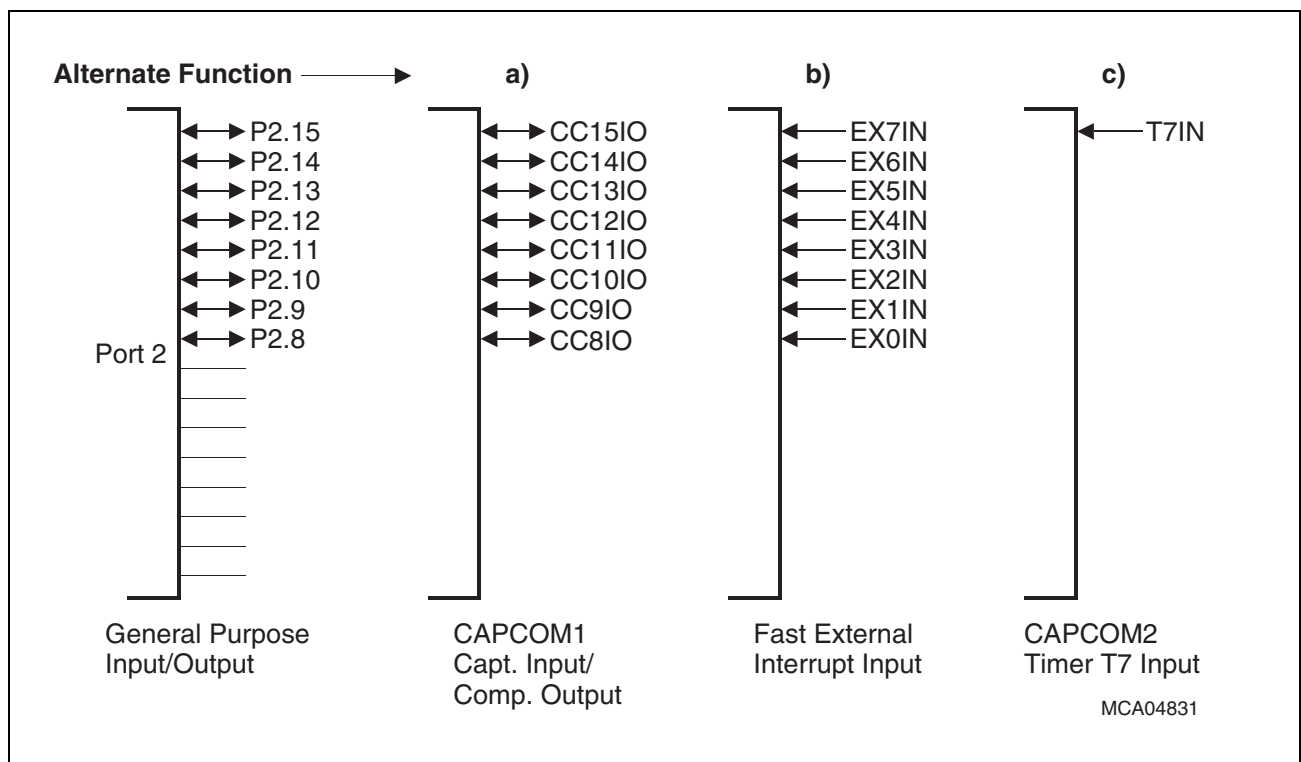 Alternate Function
a)
b)
c)
P2.15
P2.14
P2.13
P2.12
P2.11
P2.10
P2.9
P2.8
Port 2
CC15IO
CC14IO
CC13IO
CC12IO
CC11IO
CC10IO
CC9IO
CC8IO
EX7IN
EX6IN
EX5IN
EX4IN
EX3IN
EX2IN
EX1IN
EX0IN
T7IN
General Purpose
Input/Output
CAPCOM1
Capt. Input/
Comp. Output
Fast External
Interrupt Input
CAPCOM2
Timer T7 Input
MCA04831